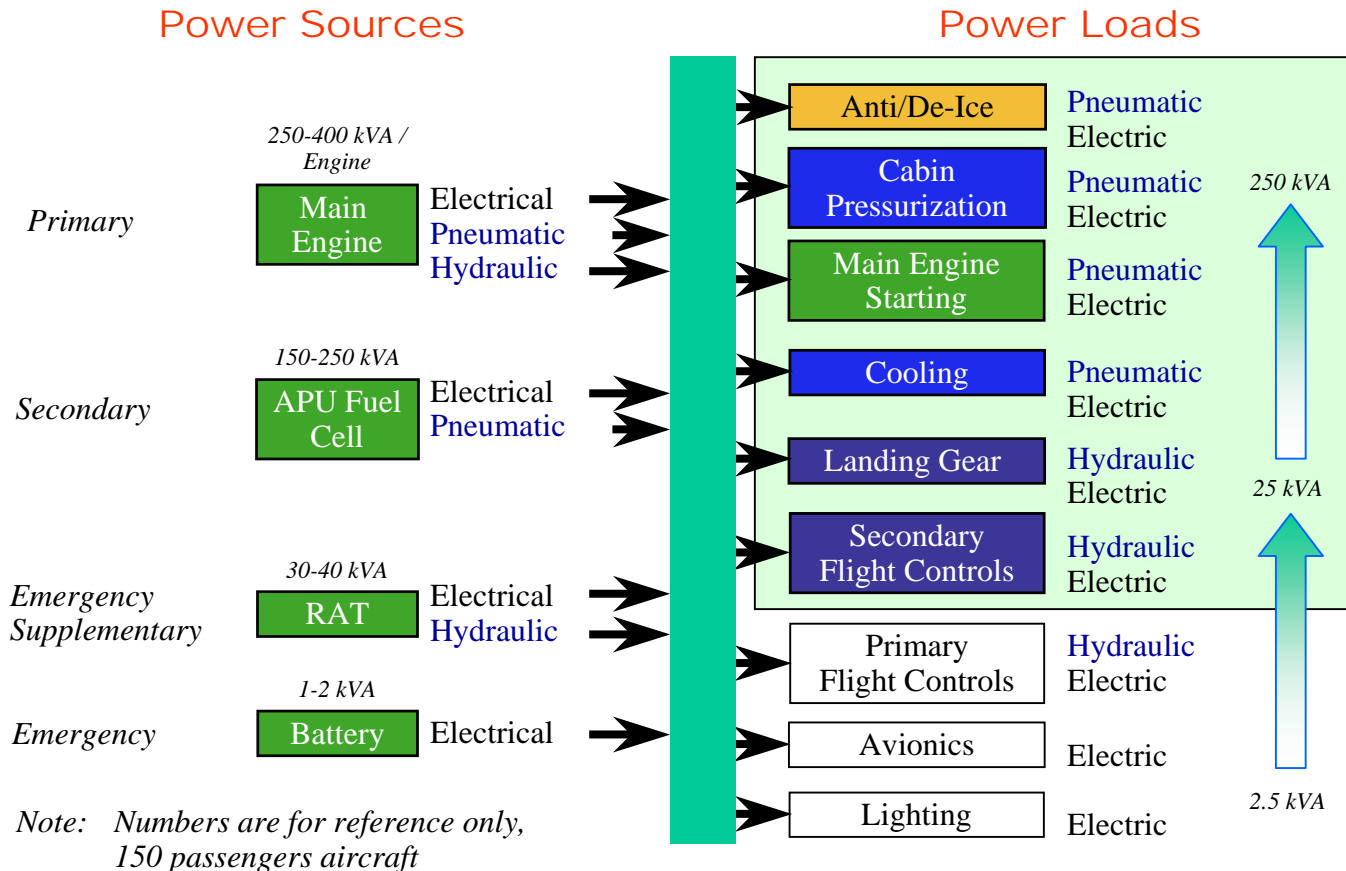 Power Sources
Power Loads
250-400 kVA /
Engine
Primary
Main
Engine
Electrical
Pneumatic
Hydraulic
150-250 kVA
Secondary
APU Fuel
Cell
Electrical
Pneumatic
30-40 kVA
Emergency
Supplementary
RAT
Electrical
Hydraulic
1-2 kVA
Emergency
Battery
Electrical
Note: Numbers are for reference only,
150 passengers aircraft
Anti/De-Ice
Pneumatic
Electric
Cabin
Pressurization
Pneumatic
Electric
Main Engine
Starting
Pneumatic
Electric
Cooling
Pneumatic
Electric
Landing Gear
Hydraulic
Electric
Secondary
Flight Controls
Hydraulic
Electric
Primary
Flight Controls
Hydraulic
Electric
Avionics
Electric
Lighting
Electric
250 kVA
25 kVA
2.5 kVA